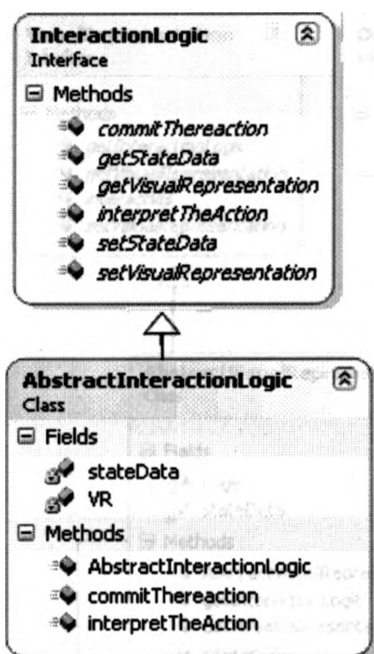 InteractionLogic
Interface
Methods
commitThereaction
getStateData
getVisualRepresentation
interpretTheAction
setStateData
setVisualRepresentation
AbstractInteractionLogic
Class
Fields
stateData
VR
Methods
AbstractInteractionLogic
commitThereaction
interpretTheAction